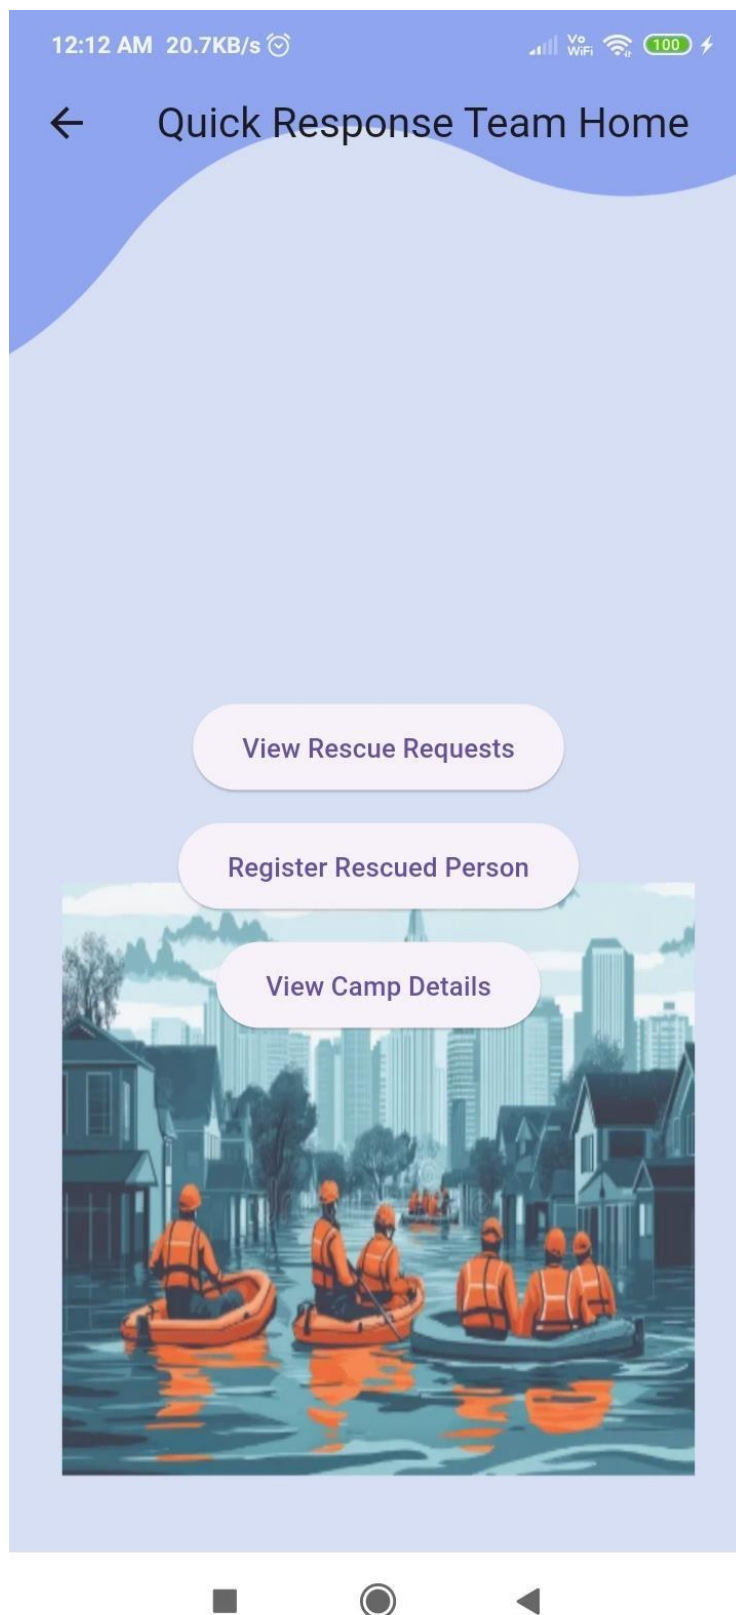 12:12 AM 20.7KB/s Vo WiFi 100
Quick Response Team Home
View Rescue Requests
Register Rescued Person
View Camp Details